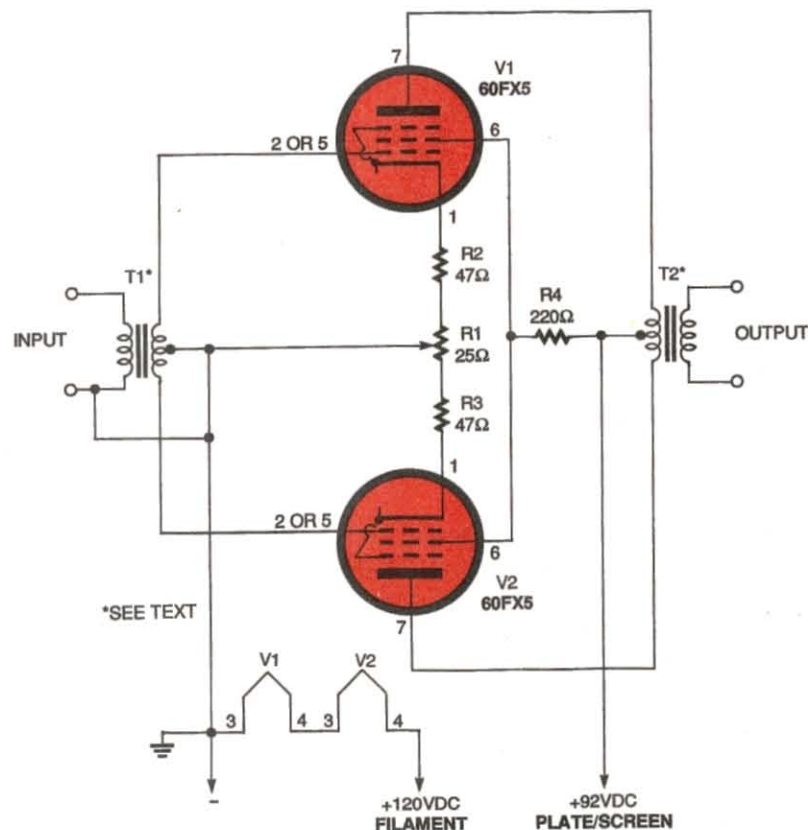 7
V1
60FX5
6
2 OR 5
1
R2
47Ω
T1*
T2*
R4
220Ω
INPUT
R1
25Ω
OUTPUT
R3
47Ω
1
2 OR 5
6
V2
60FX5
*SEE TEXT
7
V1
V2
3
4
3
4
-
+120VDC
FILAMENT
+92VDC
PLATE/SCREEN